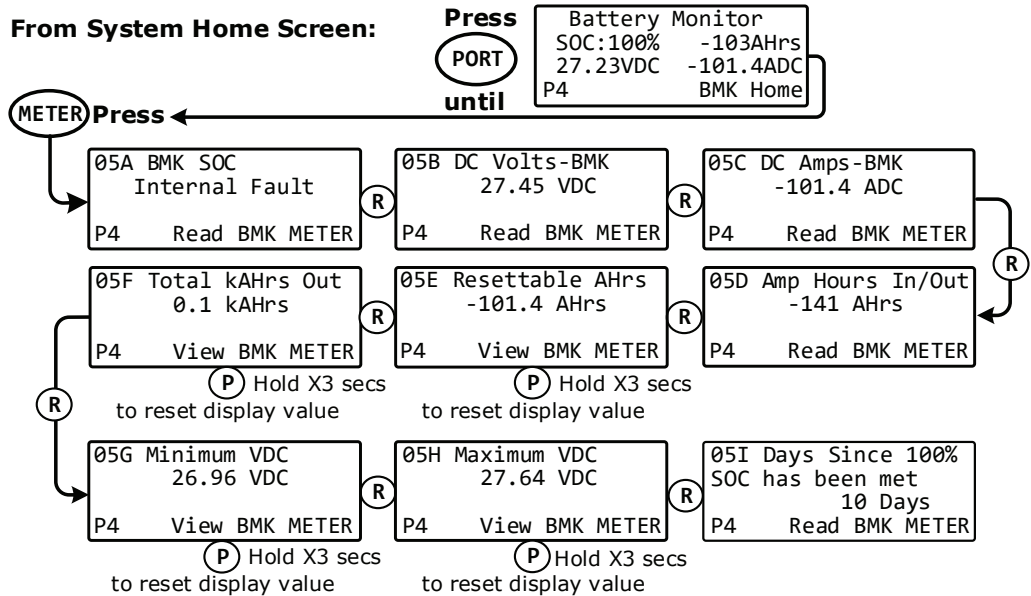 From System Home Screen:
Press
PORT
until
Battery Monitor
SOC:100% -103AHrs
27.23VDC -101.4ADC
P4 BMK Home
METER Press
05A BMK SOC
Internal Fault
P4 Read BMK METER
R
05B DC Volts-BMK
27.45 VDC
P4 Read BMK METER
R
05C DC Amps-BMK
-101.4 ADC
P4 Read BMK METER
R
05D Amp Hours In/Out
-141 AHrs
P4 Read BMK METER
R
05E Resettable AHrs
-101.4 AHrs
P4 View BMK METER
P Hold X3 secs
to reset display value
R
05F Total kAHrs Out
0.1 kAHrs
P4 View BMK METER
P Hold X3 secs
to reset display value
R
05G Minimum VDC
26.96 VDC
P4 View BMK METER
P Hold X3 secs
to reset display value
R
05H Maximum VDC
27.64 VDC
P4 View BMK METER
P Hold X3 secs
to reset display value
R
05I Days Since 100%
SOC has been met
10 Days
P4 Read BMK METER